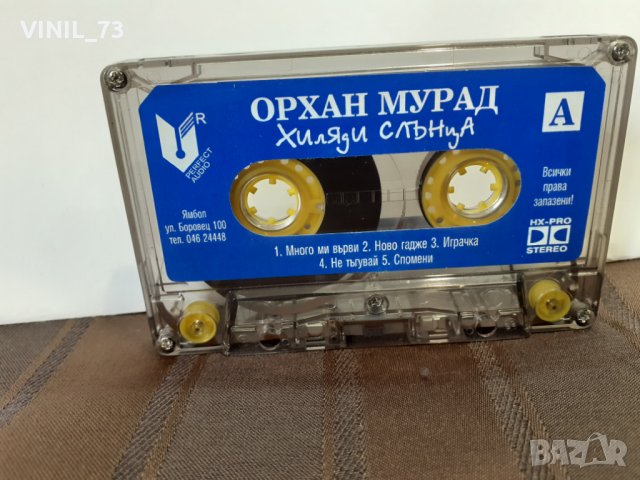 VINIL_73
ОРХАН МУРАД
ХИЛЯДИ СЛЪНЦА
A
R
PERFECT AUDIO
Ямбол
ул. Боровец 100
тел. 046 24448
Всички
права
запазени!
HX-PRO
STEREO
1. Много ми върви 2. Ново гадже 3. Играчка
4. Не тъгувай 5. Спомени
BAZAR